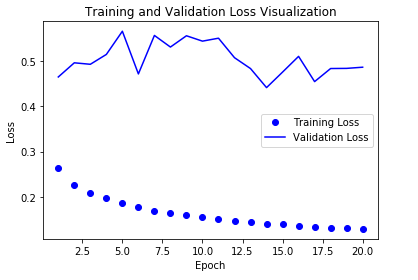 Training and Validation Loss Visualization
0.5
0.4
0.3
0.2
Loss
Training Loss
Validation Loss
2.5 5.0 7.5 10.0 12.5 15.0 17.5 20.0
Epoch